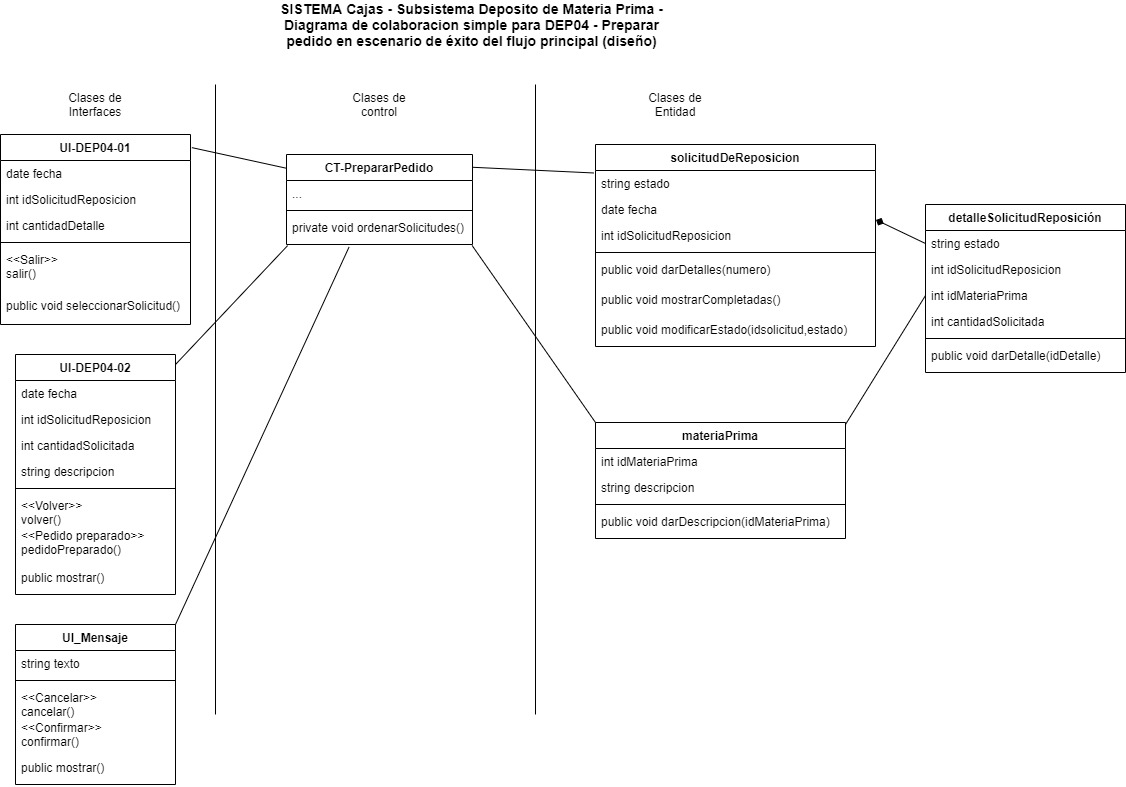 SISTEMA Cajas - Subsistema Deposito de Materia Prima -
Diagrama de colaboracion simple para DEP04 - Preparar
pedido en escenario de éxito del flujo principal (diseño)
Clases de
Interfaces
Clases de
control
Clases de
Entidad
UI-DEP04-01
date fecha
int idSolicitudReposicion
int cantidadDetalle
<<Salir>>
salir()
public void seleccionarSolicitud()
UI-DEP04-02
date fecha
int idSolicitudReposicion
int cantidadSolicitada
string descripcion
<<Volver>>
volver()
<<Pedido preparado>>
pedidoPreparado()
public mostrar()
UI_Mensaje
string texto
<<Cancelar>>
cancelar()
<<Confirmar>>
confirmar()
public mostrar()
CT-PrepararPedido
...
private void ordenarSolicitudes()
solicitudDeReposicion
string estado
date fecha
int idSolicitudReposicion
public void darDetalles(numero)
public void mostrarCompletadas()
public void modificarEstado(idsolicitud,estado)
materiaPrima
int idMateriaPrima
string descripcion
public void darDescripcion(idMateriaPrima)
detalleSolicitudReposición
string estado
int idSolicitudReposicion
int idMateriaPrima
int cantidadSolicitada
public void darDetalle(idDetalle)